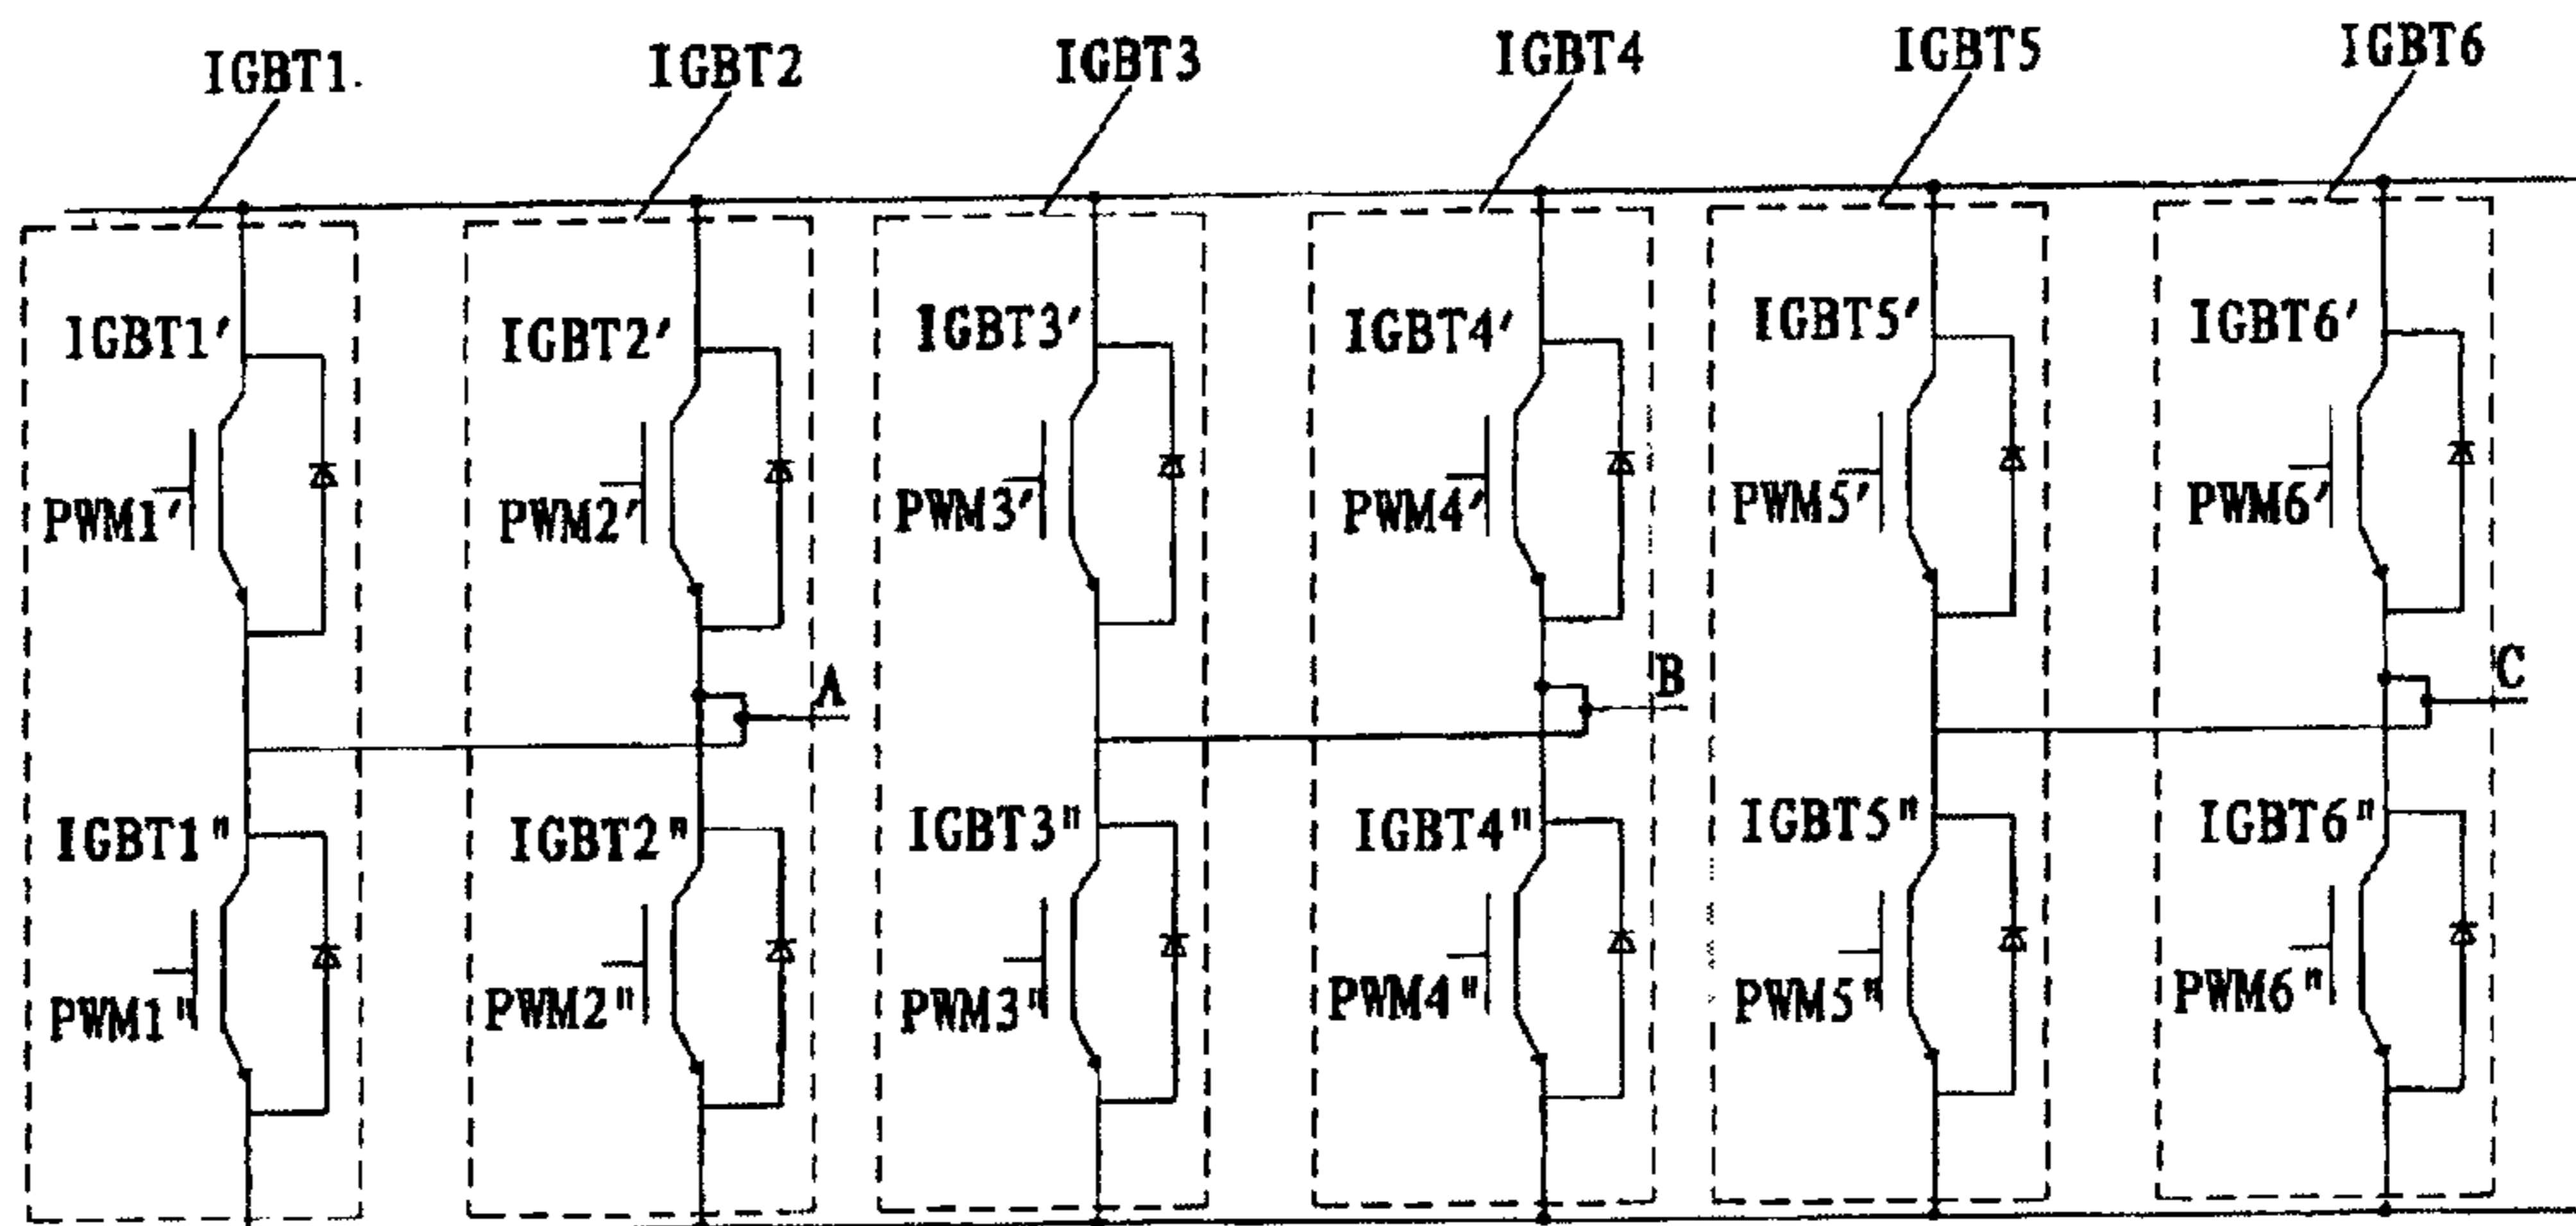 IGBT1 IGBT2 IGBT3 IGBT4 IGBT5 IGBT6
IGBT1' IGBT2' IGBT3' IGBT4' IGBT5' IGBT6'
PWM1' PWM2' PWM3' PWM4' PWM5' PWM6'
A B C
IGBT1" IGBT2" IGBT3" IGBT4" IGBT5" IGBT6"
PWM1" PWM2" PWM3" PWM4" PWM5" PWM6"